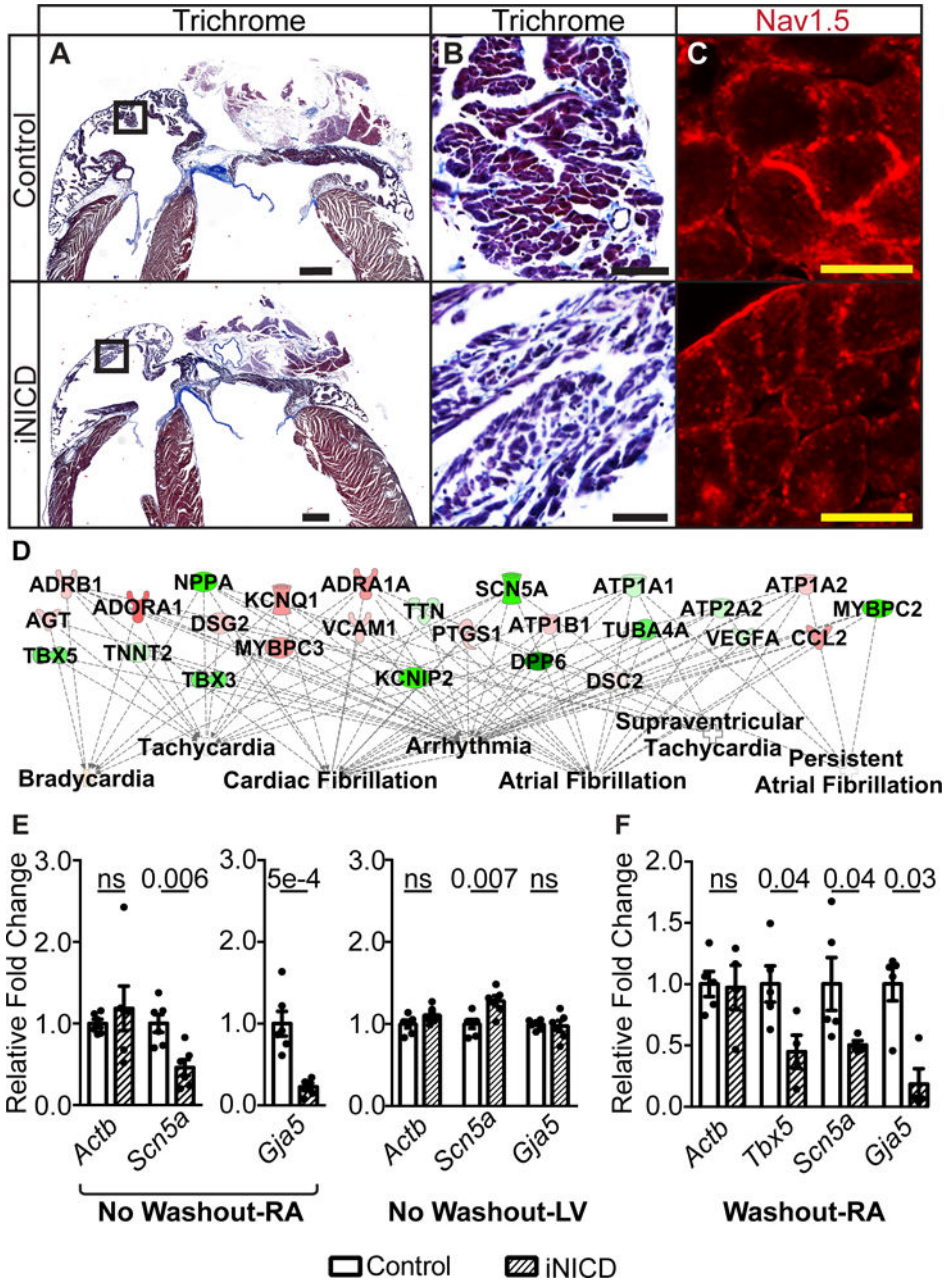 Trichrome Trichrome Nav1.5
Control
A B C
iNICD
D
ADRB1 NPPA ADRA1A SCN5A ATP1A1 ATP1A2
ADORA1 KCNQ1 TTN ATP2A2 MYBPC2
AGT DSG2 VCAM1 PTGS1 ATP1B1 TUBA4A VEGFA CCL2
TBX5 TNNT2 MYBPC3
TBX3 KCNIP2 DPP6 DSC2
Supraventricular
Tachycardia Arrhythmia Tachycardia Persistent
Bradycardia Cardiac Fibrillation Atrial Fibrillation Atrial Fibrillation
E F
Relative Fold Change
3.0
2.0
1.0
0.0
ns 0.006
Actb Scn5a
3.0
2.0
1.0
0.0
5e-4
Gja5
No Washout-RA
3.0
2.0
1.0
0.0
ns 0.007 ns
Actb Scn5a Gja5
No Washout-LV
Relative Fold Change
2.0
1.5
1.0
0.5
0.0
ns 0.04 0.04 0.03
Actb Tbx5 Scn5a Gja5
Washout-RA
Control iNICD